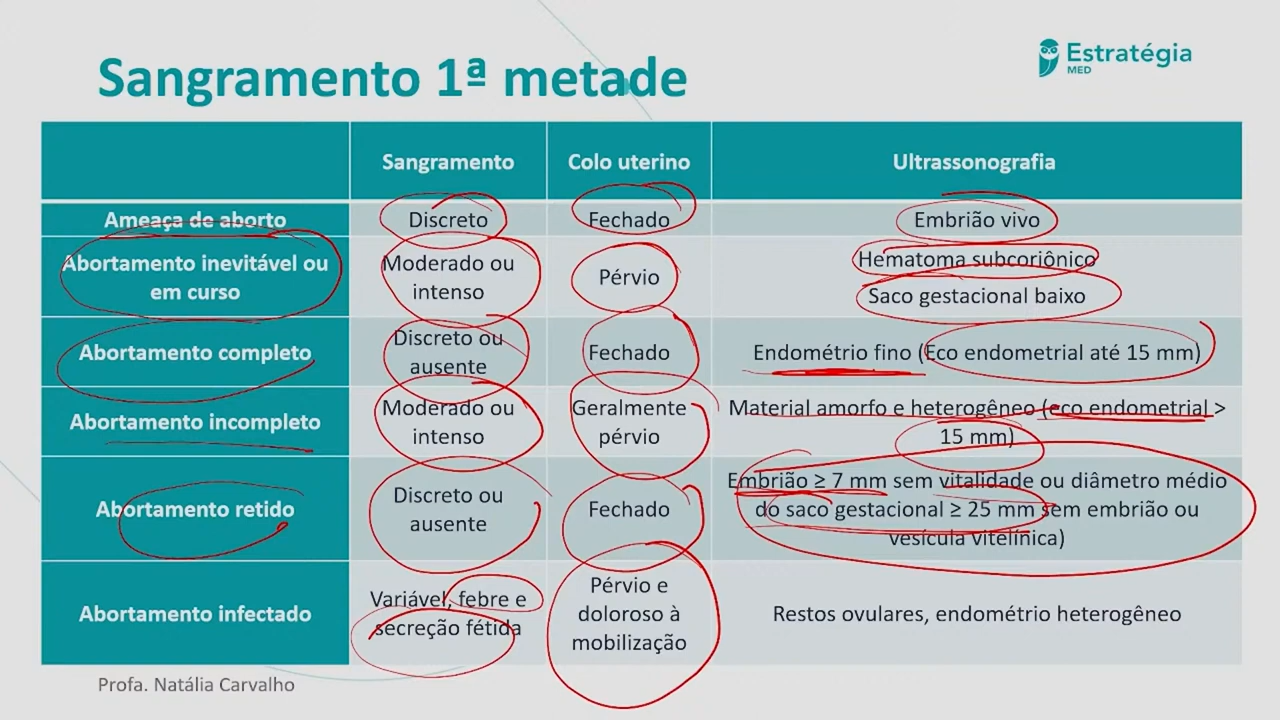 Estratégia
MED
Sangramento 1ª metade
Sangramento
Colo uterino
Ultrassonografia
Ameaça de aborto
Discreto
Fechado
Embrião vivo
Abortamento inevitável ou
em curso
Moderado ou
intenso
Pérvio
Hematoma subcoriônico
Saco gestacional baixo
Abortamento completo
Discreto ou
ausente
Fechado
Endométrio fino (Eco endometrial até 15 mm)
Abortamento incompleto
Moderado ou
intenso
Geralmente
pérvio
Material amorfo e heterogêneo (eco endometrial >
15 mm)
Abortamento retido
Discreto ou
ausente
Fechado
Embrião ≥ 7 mm sem vitalidade ou diâmetro médio
do saco gestacional ≥ 25 mm sem embrião ou
vesícula vitelínica)
Abortamento infectado
Variável, febre e
secreção fétida
Pérvio e
doloroso à
mobilização
Restos ovulares, endométrio heterogêneo
Profa. Natália Carvalho